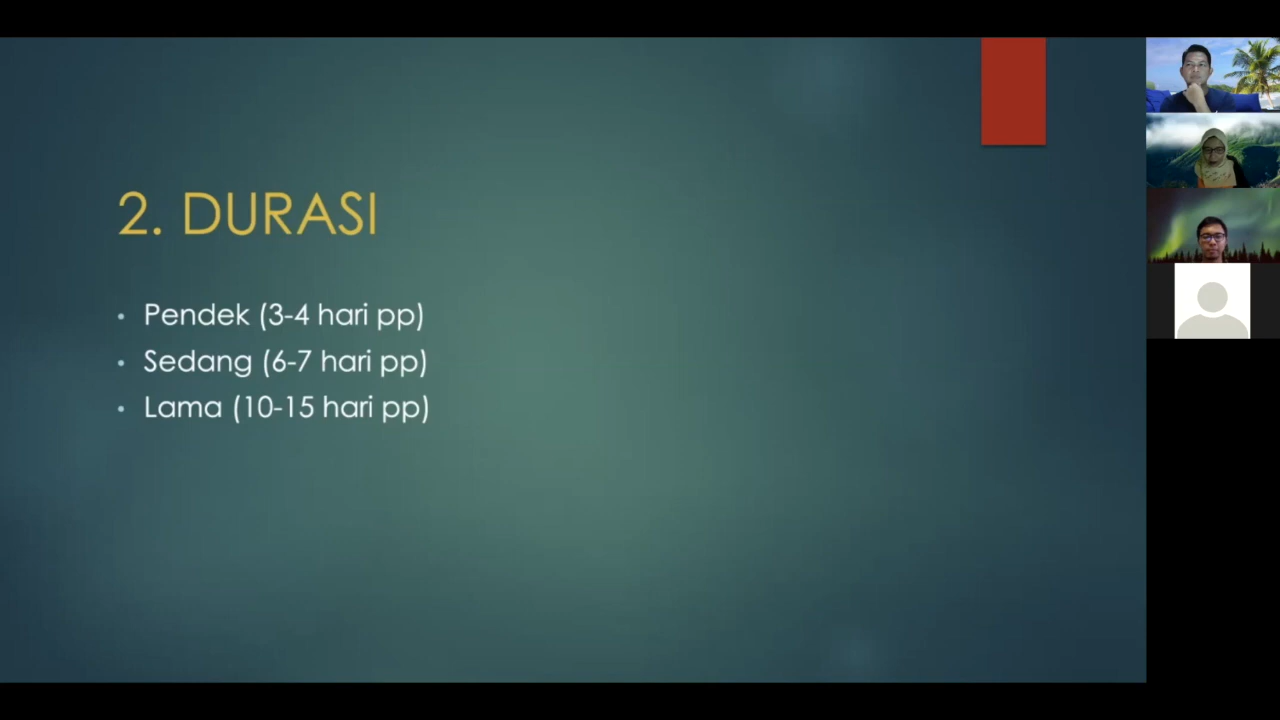 2. DURASI
• Pendek (3-4 hari pp)
• Sedang (6-7 hari pp)
• Lama (10-15 hari pp)